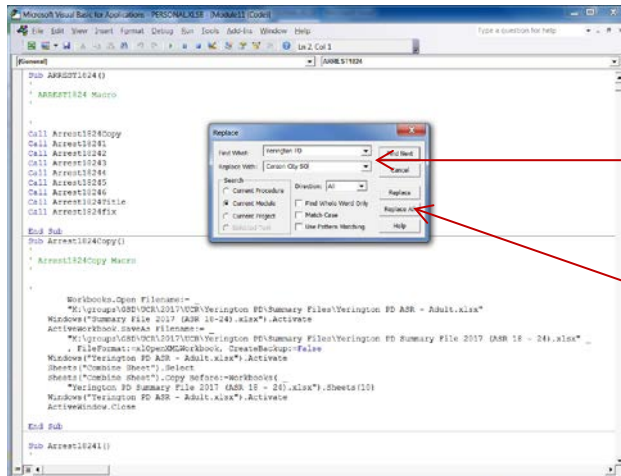 Microsoft Visual Basic for Applications - PERSONAL.XLSB - [Module11 (Code)]
File Edit View Insert Format Debug Run Tools Add-Ins Window Help
Type a question for help
Ln 2, Col 1
(General)
ARREST1824
Sub ARREST1824()
'
' ARREST1824 Macro
'
'
Call Arrest1824Copy
Call Arrest18241
Call Arrest18242
Call Arrest18243
Call Arrest18244
Call Arrest18245
Call Arrest18246
Call Arrest1824Title
Call Arrest1824fix
End Sub
Replace
Find What: Yerington PD
Find Next
Replace With: Carson City SO
Cancel
Search
Direction: All
Current Procedure
Replace
Current Module
Find Whole Word Only
Replace All
Current Project
Match Case
Selected Text
Use Pattern Matching
Help
Sub Arrest1824Copy()
'
' Arrest1824Copy Macro
'
'
Workbooks.Open Filename:= _
"K:\groups\GSD\UCR\2017\UCR\Yerington PD\Summary Files\Yerington PD ASR - Adult.xlsx"
Windows("Summary File 2017 (ASR 18-24).xlsx").Activate
ActiveWorkbook.SaveAs Filename:= _
"K:\groups\GSD\UCR\2017\UCR\Yerington PD\Summary Files\Yerington PD Summary File 2017 (ASR 18 - 24).xlsx" _
, FileFormat:=xlOpenXMLWorkbook, CreateBackup:=False
Windows("Yerington PD ASR - Adult.xlsx").Activate
Sheets("Combine Sheet").Select
Sheets("Combine Sheet").Copy Before:=Workbooks( _
"Yerington PD Summary File 2017 (ASR 18 - 24).xlsx").Sheets(10)
Windows("Yerington PD ASR - Adult.xlsx").Activate
ActiveWindow.Close
End Sub
Sub Arrest18241()
'